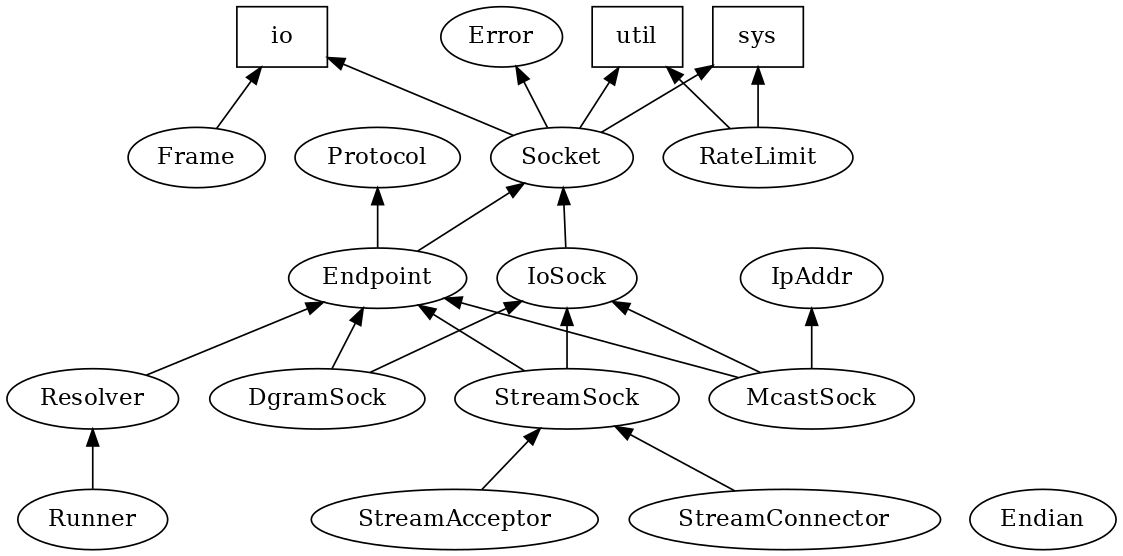 io
Error
util
sys
Frame
Protocol
Socket
RateLimit
Endpoint
IoSock
IpAddr
Resolver
DgramSock
StreamSock
McastSock
Runner
StreamAcceptor
StreamConnector
Endian